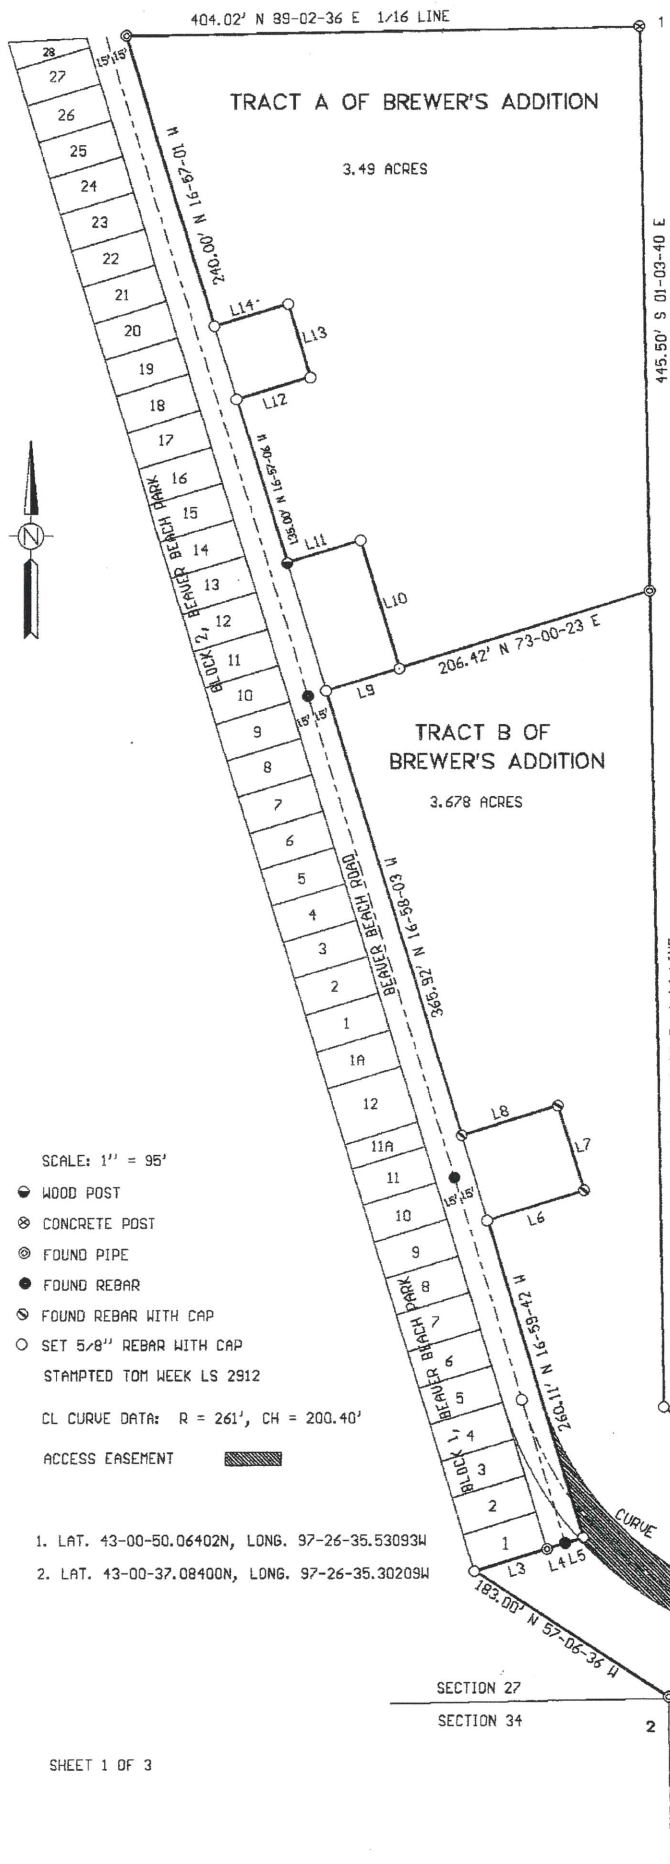 404.02' N 89-02-36 E 1/16 LINE
1
28
15' 15'
27
TRACT A OF BREWER'S ADDITION
26
25
3.49 ACRES
24
240.00' N 16-57-01 W
23
22
21
20
19
18
17
16
15
14
13
12
11
10
9
8
7
6
5
4
3
2
1
1A
12
11A
11
10
9
8
7
6
5
4
3
2
1
445.50' S 01-03-40 E
L14
L13
L12
135.00' N 16-57-06 W
L11
L10
BLOCK 2, BEAVER BEACH PARK
206.42' N 73-00-23 E
L9
15' 15'
TRACT B OF
BREWER'S ADDITION
3.678 ACRES
BEAVER BEACH ROAD
BEAVER BEACH ROAD
365.92' N 16-58-03 W
L8
L7
L6
15' 15'
SCALE: 1'' = 95'
WOOD POST
CONCRETE POST
FOUND PIPE
FOUND REBAR
FOUND REBAR WITH CAP
SET 5/8'' REBAR WITH CAP
STAMPTED TOM WEEK LS 2912
CL CURVE DATA: R = 261', CH = 200.40'
ACCESS EASEMENT
BLOCK 1, BEAVER BEACH PARK
260.11' N 16-59-42 W
CURVE
1. LAT. 43-00-50.06402N, LONG. 97-26-35.53093W
2. LAT. 43-00-37.08400N, LONG. 97-26-35.30209W
L3
L4
L5
183.00' N 57-06-36 W
SECTION 27
SECTION 34
2
SHEET 1 OF 3
N